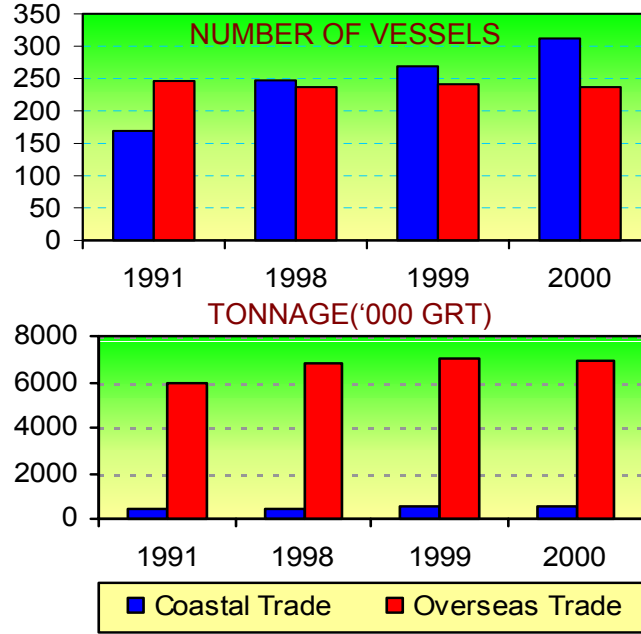 NUMBER OF VESSELS
350
300
250
200
150
100
50
0
1991 1998 1999 2000
TONNAGE(‘000 GRT)
8000
6000
4000
2000
0
1991 1998 1999 2000
Coastal Trade Overseas Trade